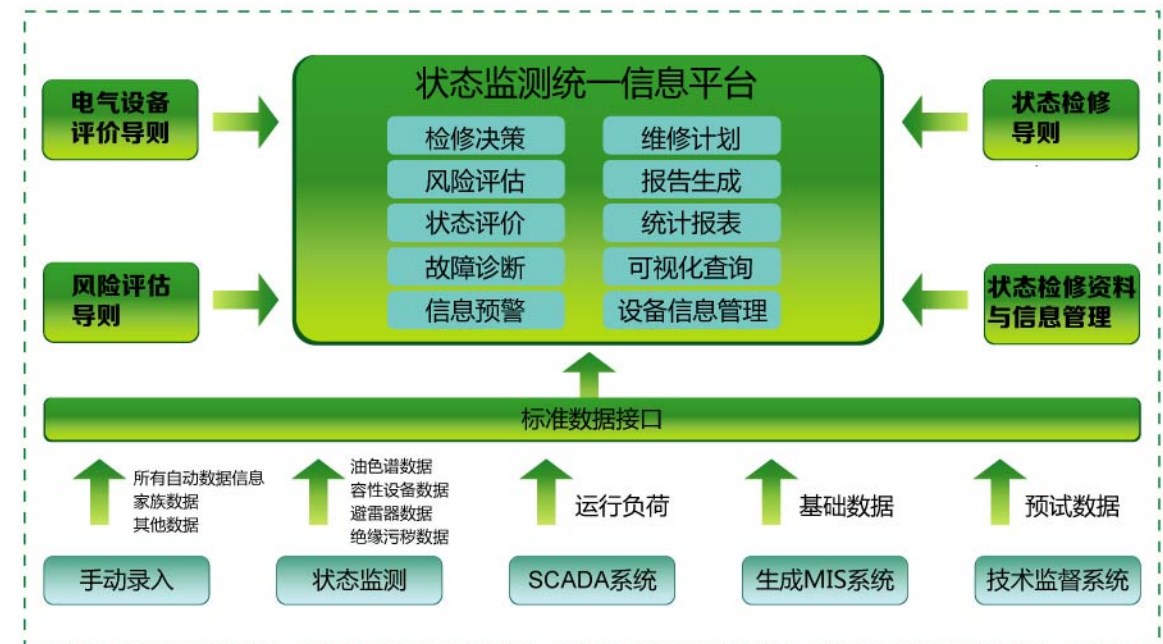 状态监测统一信息平台
电气设备
评价导则
风险评估
导则
检修决策
维修计划
风险评估
报告生成
状态评价
统计报表
故障诊断
可视化查询
信息预警
设备信息管理
状态检修
导则
状态检修资料
与信息管理
标准数据接口
所有自动数据信息
家族数据
其他数据
油色谱数据
容性设备数据
避雷器数据
绝缘污秽数据
运行负荷
基础数据
预试数据
手动录入
状态监测
SCADA系统
生成MIS系统
技术监督系统